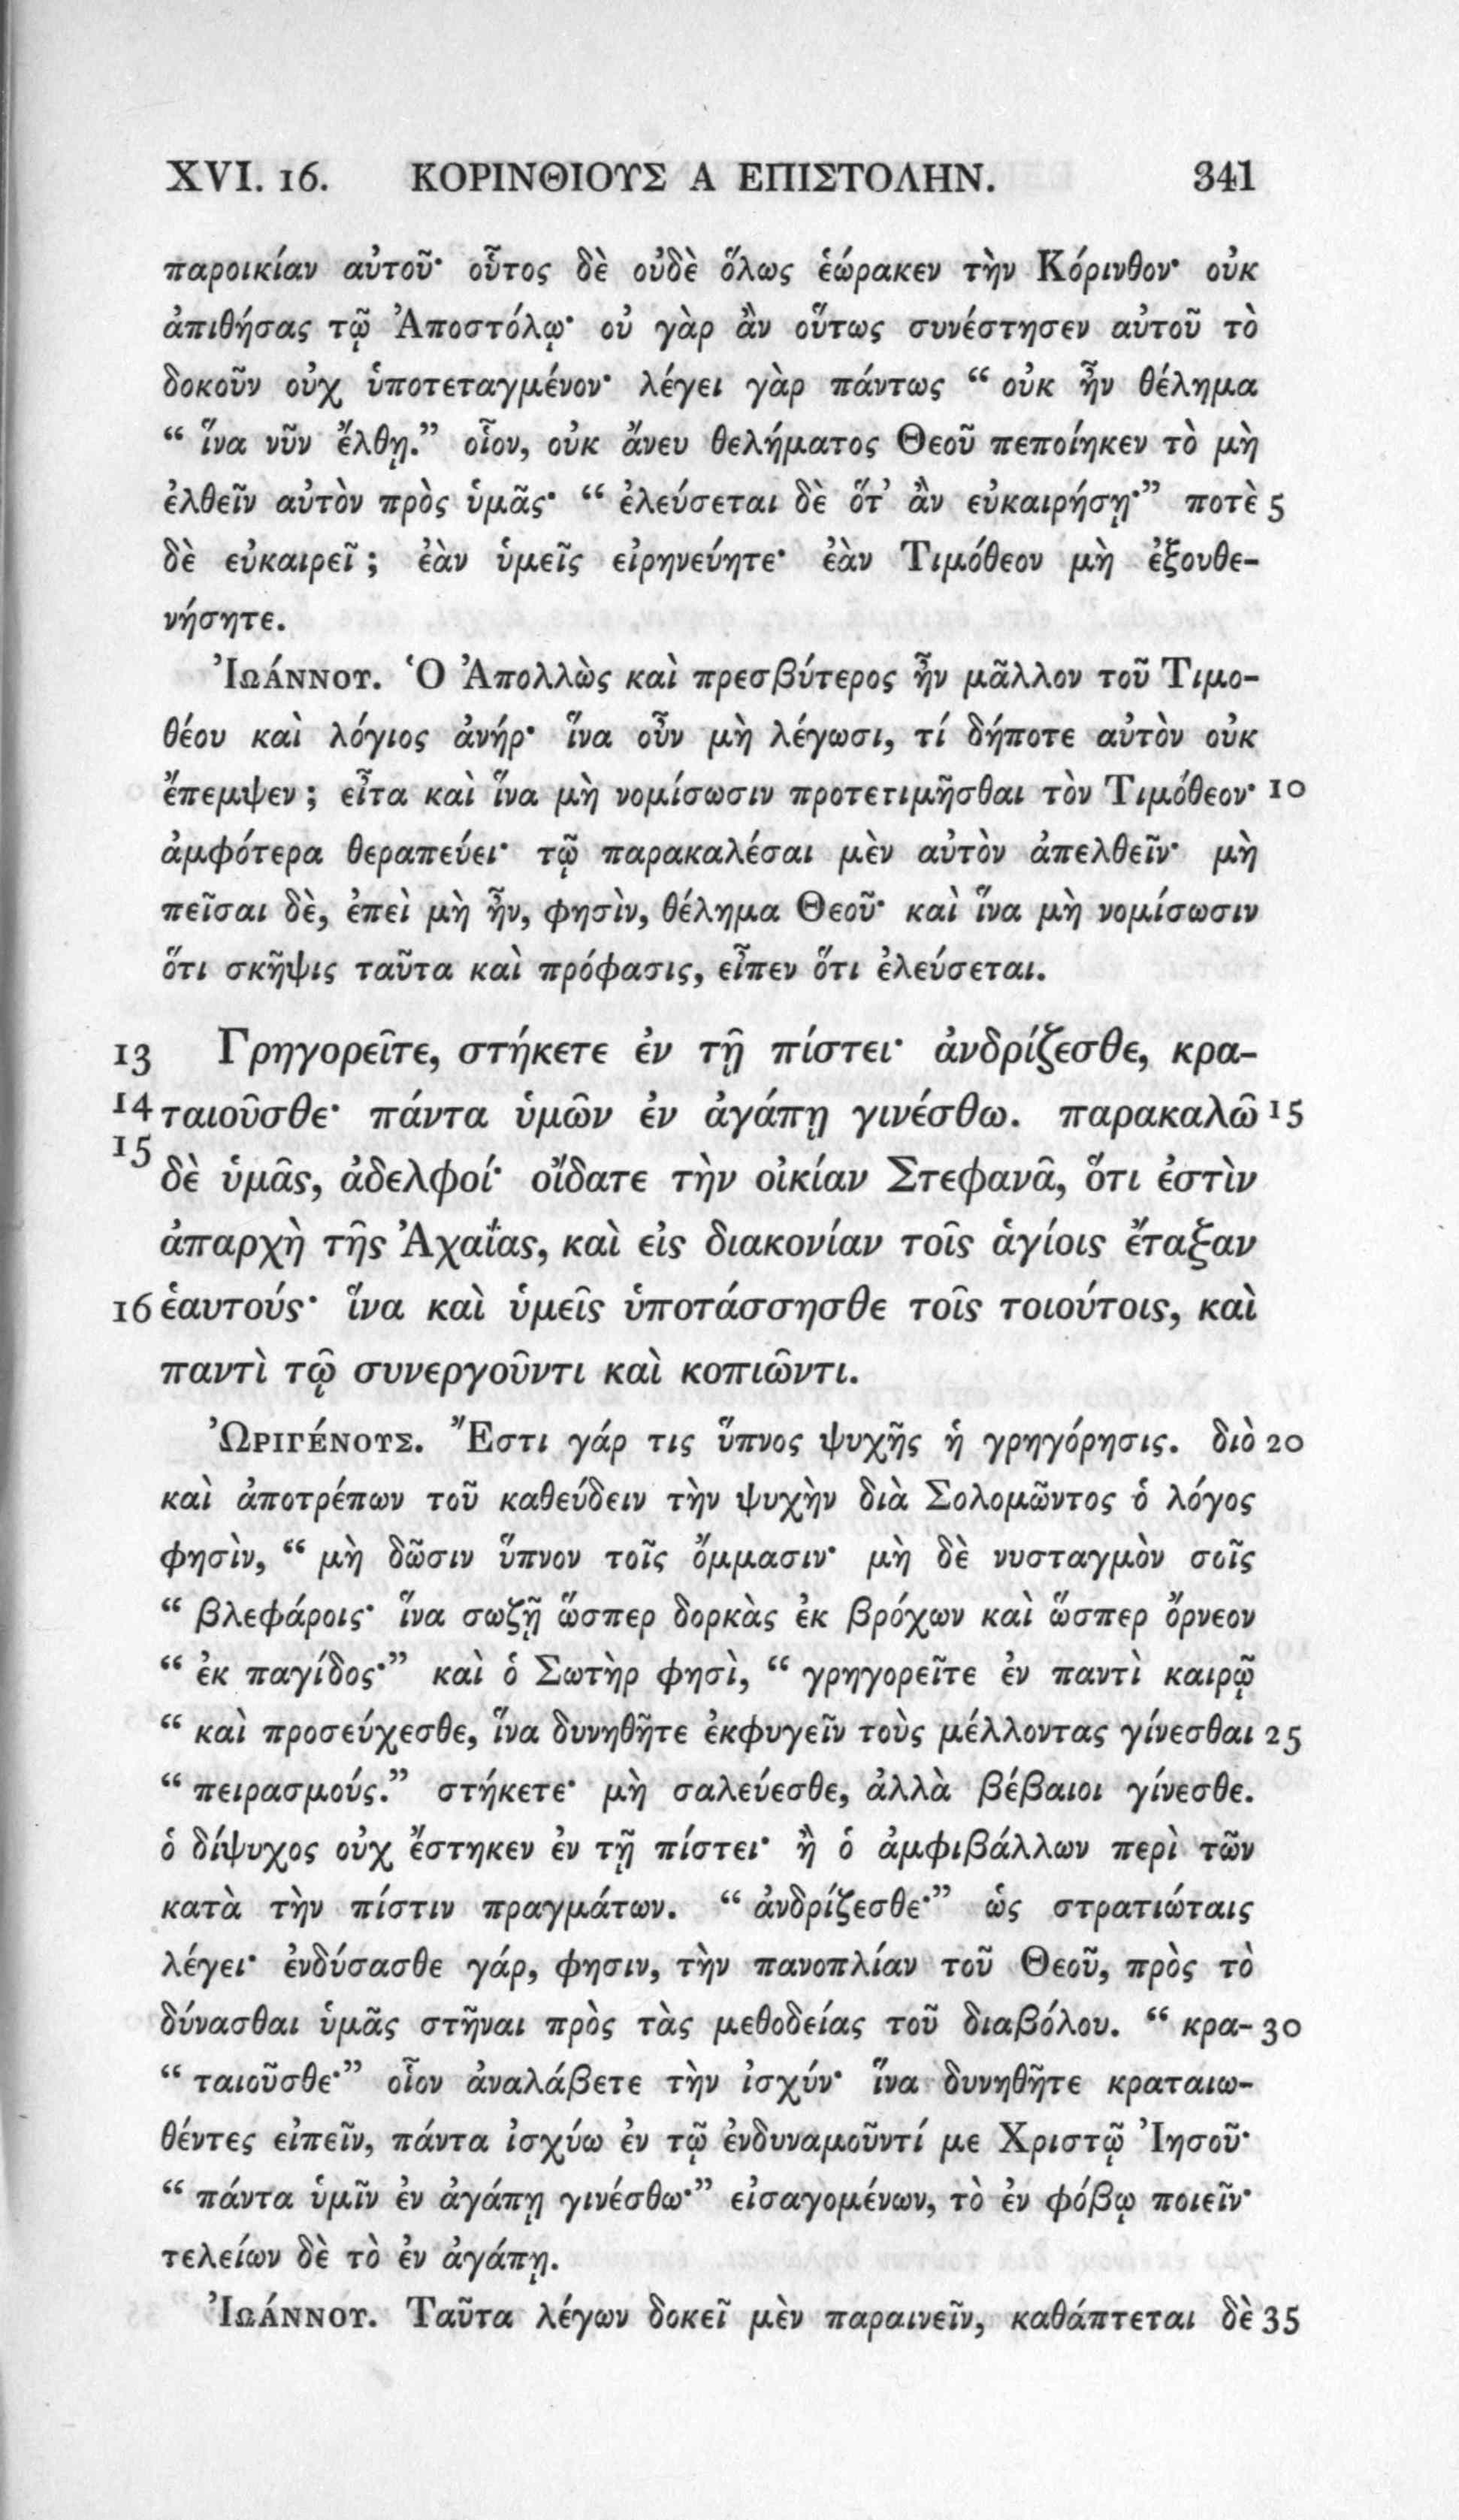 XVI. 16. ΚΟΡΙΝΘΙΟΥΣ Α ΕΠΙΣΤΟΛΗΝ. 341
παροικίαν αὐτοῦ· οὗτος δὲ οὐδὲ ὅλως ἑώρακεν τὴν Κόρινθον· οὐκ
ἀπιθήσας τῷ Ἀποστόλῳ· οὐ γὰρ ἂν οὕτως συνέστησεν αὐτοῦ τὸ
δοκοῦν οὐχ ὑποτεταγμένον· λέγει γὰρ πάντως “ οὐκ ἦν θέλημα
“ ἵνα νῦν ἔλθῃ.” οἷον, οὐκ ἄνευ θελήματος Θεοῦ πεποίηκεν τὸ μὴ
ἐλθεῖν αὐτὸν πρὸς ὑμᾶς· “ ἐλεύσεται δὲ ὅτ᾽ ἂν εὐκαιρήσῃ·” ποτὲ 5
δὲ εὐκαιρεῖ ; ἐὰν ὑμεῖς εἰρηνεύητε· ἐὰν Τιμόθεον μὴ ἐξουθε-
νήσητε.
Ἰωάννου. Ὁ Ἀπολλὼς καὶ πρεσβύτερος ἦν μᾶλλον τοῦ Τιμο-
θέου καὶ λόγιος ἀνήρ· ἵνα οὖν μὴ λέγωσι, τί δήποτε αὐτὸν οὐκ
ἔπεμψεν ; εἶτα καὶ ἵνα μὴ νομίσωσιν προτετιμῆσθαι τὸν Τιμόθεον· 10
ἀμφότερα θεραπεύει· τῷ παρακαλέσαι μὲν αὐτὸν ἀπελθεῖν· μὴ
πεῖσαι δὲ, ἐπεὶ μὴ ἦν, φησὶν, θέλημα Θεοῦ· καὶ ἵνα μὴ νομίσωσιν
ὅτι σκῆψις ταῦτα καὶ πρόφασις, εἶπεν ὅτι ἐλεύσεται.
13 Γρηγορεῖτε, στήκετε ἐν τῇ πίστει· ἀνδρίζεσθε, κρα-
14 ταιοῦσθε· πάντα ὑμῶν ἐν ἀγάπῃ γινέσθω. παρακαλῶ 15
15 δὲ ὑμᾶς, ἀδελφοί· οἴδατε τὴν οἰκίαν Στεφανᾶ, ὅτι ἐστὶν
ἀπαρχὴ τῆς Ἀχαΐας, καὶ εἰς διακονίαν τοῖς ἁγίοις ἔταξαν
16 ἑαυτούς· ἵνα καὶ ὑμεῖς ὑποτάσσησθε τοῖς τοιούτοις, καὶ
παντὶ τῷ συνεργοῦντι καὶ κοπιῶντι.
Ὠριγένους. Ἔστι γάρ τις ὕπνος ψυχῆς ἡ γρηγόρησις. διὸ 20
καὶ ἀποτρέπων τοῦ καθεύδειν τὴν ψυχὴν διὰ Σολομῶντος ὁ λόγος
φησὶν, “ μὴ δῶσιν ὕπνον τοῖς ὄμμασιν· μὴ δὲ νυσταγμὸν σοῖς
“ βλεφάροις· ἵνα σωζῇ ὥσπερ δορκὰς ἐκ βρόχων καὶ ὥσπερ ὄρνεον
“ ἐκ παγίδος·” καὶ ὁ Σωτὴρ φησὶ, “ γρηγορεῖτε ἐν παντὶ καιρῷ
“ καὶ προσεύχεσθε, ἵνα δυνηθῆτε ἐκφυγεῖν τοὺς μέλλοντας γίνεσθαι 25
“ πειρασμούς.” στήκετε· μὴ σαλεύεσθε, ἀλλὰ βέβαιοι γίνεσθε.
ὁ δίψυχος οὐχ ἔστηκεν ἐν τῇ πίστει· ἢ ὁ ἀμφιβάλλων περὶ τῶν
κατὰ τὴν πίστιν πραγμάτων. “ ἀνδρίζεσθε·” ὡς στρατιώταις
λέγει· ἐνδύσασθε γάρ, φησιν, τὴν πανοπλίαν τοῦ Θεοῦ, πρὸς τὸ
δύνασθαι ὑμᾶς στῆναι πρὸς τὰς μεθοδείας τοῦ διαβόλου. “ κρα- 30
“ ταιοῦσθε·” οἷον ἀναλάβετε τὴν ἰσχύν· ἵνα δυνηθῆτε κραταιω-
θέντες εἰπεῖν, πάντα ἰσχύω ἐν τῷ ἐνδυναμοῦντί με Χριστῷ Ἰησοῦ·
“ πάντα ὑμῖν ἐν ἀγάπῃ γινέσθω·” εἰσαγομένων, τὸ ἐν φόβῳ ποιεῖν·
τελείων δὲ τὸ ἐν ἀγάπῃ.
Ἰωάννου. Ταῦτα λέγων δοκεῖ μὲν παραινεῖν, καθάπτεται δὲ 35